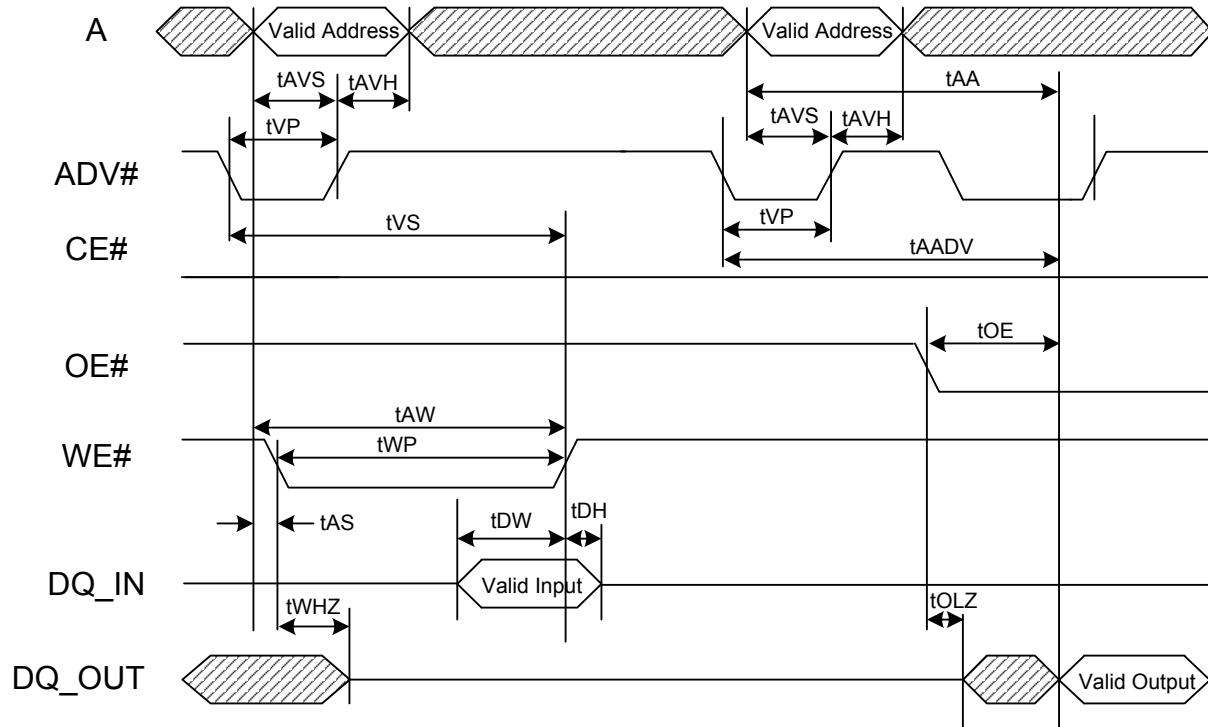 A
Valid Address
Valid Address
tAVS
tAVH
tAA
tVP
tAVS
tAVH
ADV#
tVP
tVS
CE#
tAADV
tOE
OE#
tAW
tWP
WE#
tAS
tDW
tDH
DQ_IN
Valid Input
tWHZ
tOLZ
DQ_OUT
Valid Output